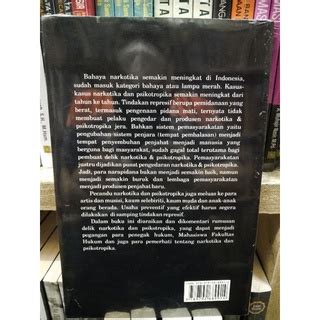 Bahaya narkotika semakin meningkat di Indonesia,
sudah masuk kategori bahaya atau lampu merah. Kasus-
kasus narkotika dan psikotropika semakin meningkat dari
tahun ke tahun. Tindakan represif berupa pemidanaan yang
berat, termasuk pengenaan pidana mati, ternyata tidak
membuat pelaku pengedar dan produsen narkotika &
psikotropika jera. Bahkan sistem pemasyarakatan yaitu
pengubahan sistem penjara (tempat pembalasan) menjadi
tempat penyembuhan penjahat menjadi manusia yang
berguna bagi masyarakat, sudah gagal total terutama bagi
pembuat delik narkotika & psikotropika. Pemasyarakatan
justru dijadikan pusat pengedaran narkotika & psikotropika.
Jadi, para narapidana bukan menjadi semakin baik, namun
menjadi semakin buruk dan lembaga pemasyarakatan
menjadi produsen penjahat baru.
Pecandu narkotika dan psikotropika juga meluas ke para
artis dan musisi, kaum selebriti, kaum muda dan anak-anak
orang berada. Usaha preventif yang efektif harus segera
dilakukan di samping tindakan represif.
Dalam buku ini diuraikan dan dikomentari rumusan
delik narkotika dan psikotropika, yang dapat menjadi
pegangan para penegak hukum, Mahasiswa Fakultas
Hukum dan juga para pemerhati tentang narkotika dan
psikotropika.